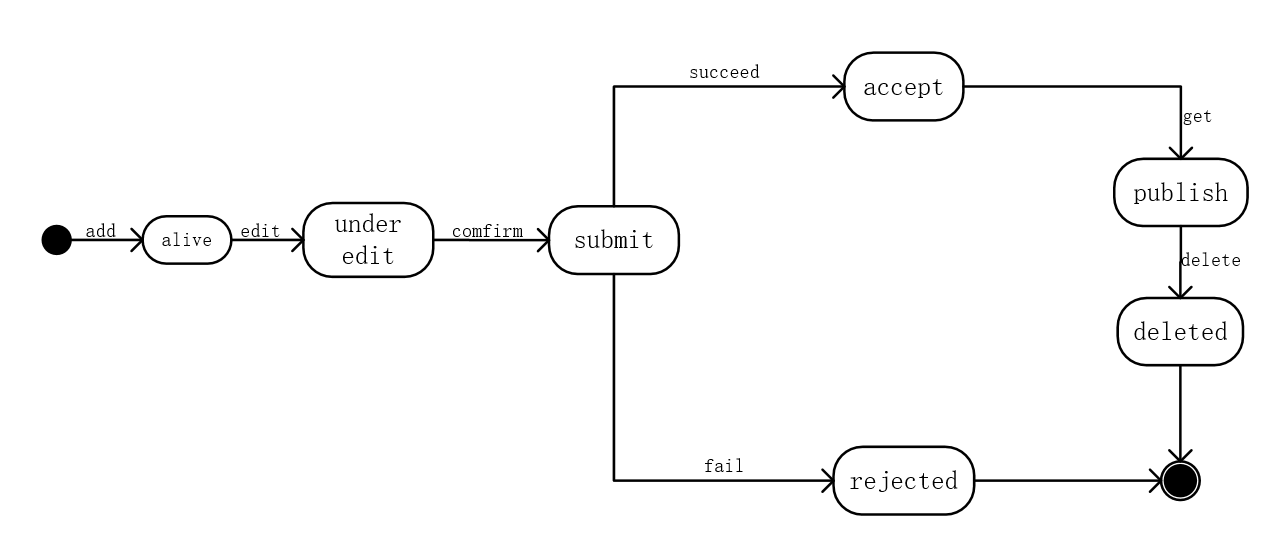 succeed
accept
get
publish
add
alive
edit
under
edit
comfirm
submit
delete
deleted
fail
rejected